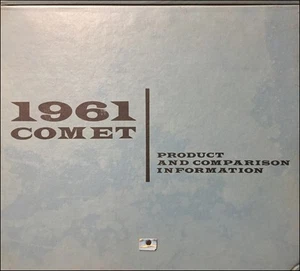 1961
COMET
PRODUCT
AND COMPARISON
INFORMATION